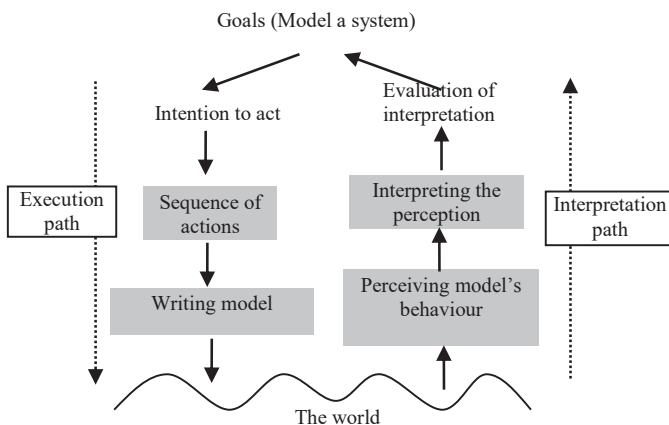 Goals (Model a system)
Evaluation of
interpretation
Intention to act
Execution
path
Sequence of
actions
Interpreting the
perception
Interpretation
path
Writing model
Perceiving model’s
behaviour
The world